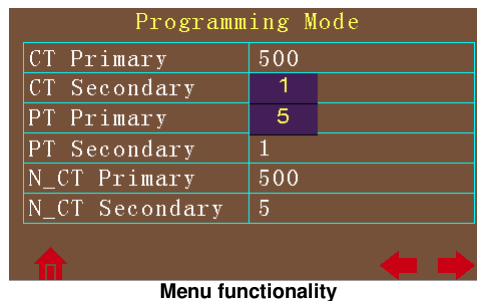 Programming Mode
CT Primary 500
CT Secondary 1
PT Primary 5
PT Secondary 1
N_CT Primary 500
N_CT Secondary 5
Menu functionality